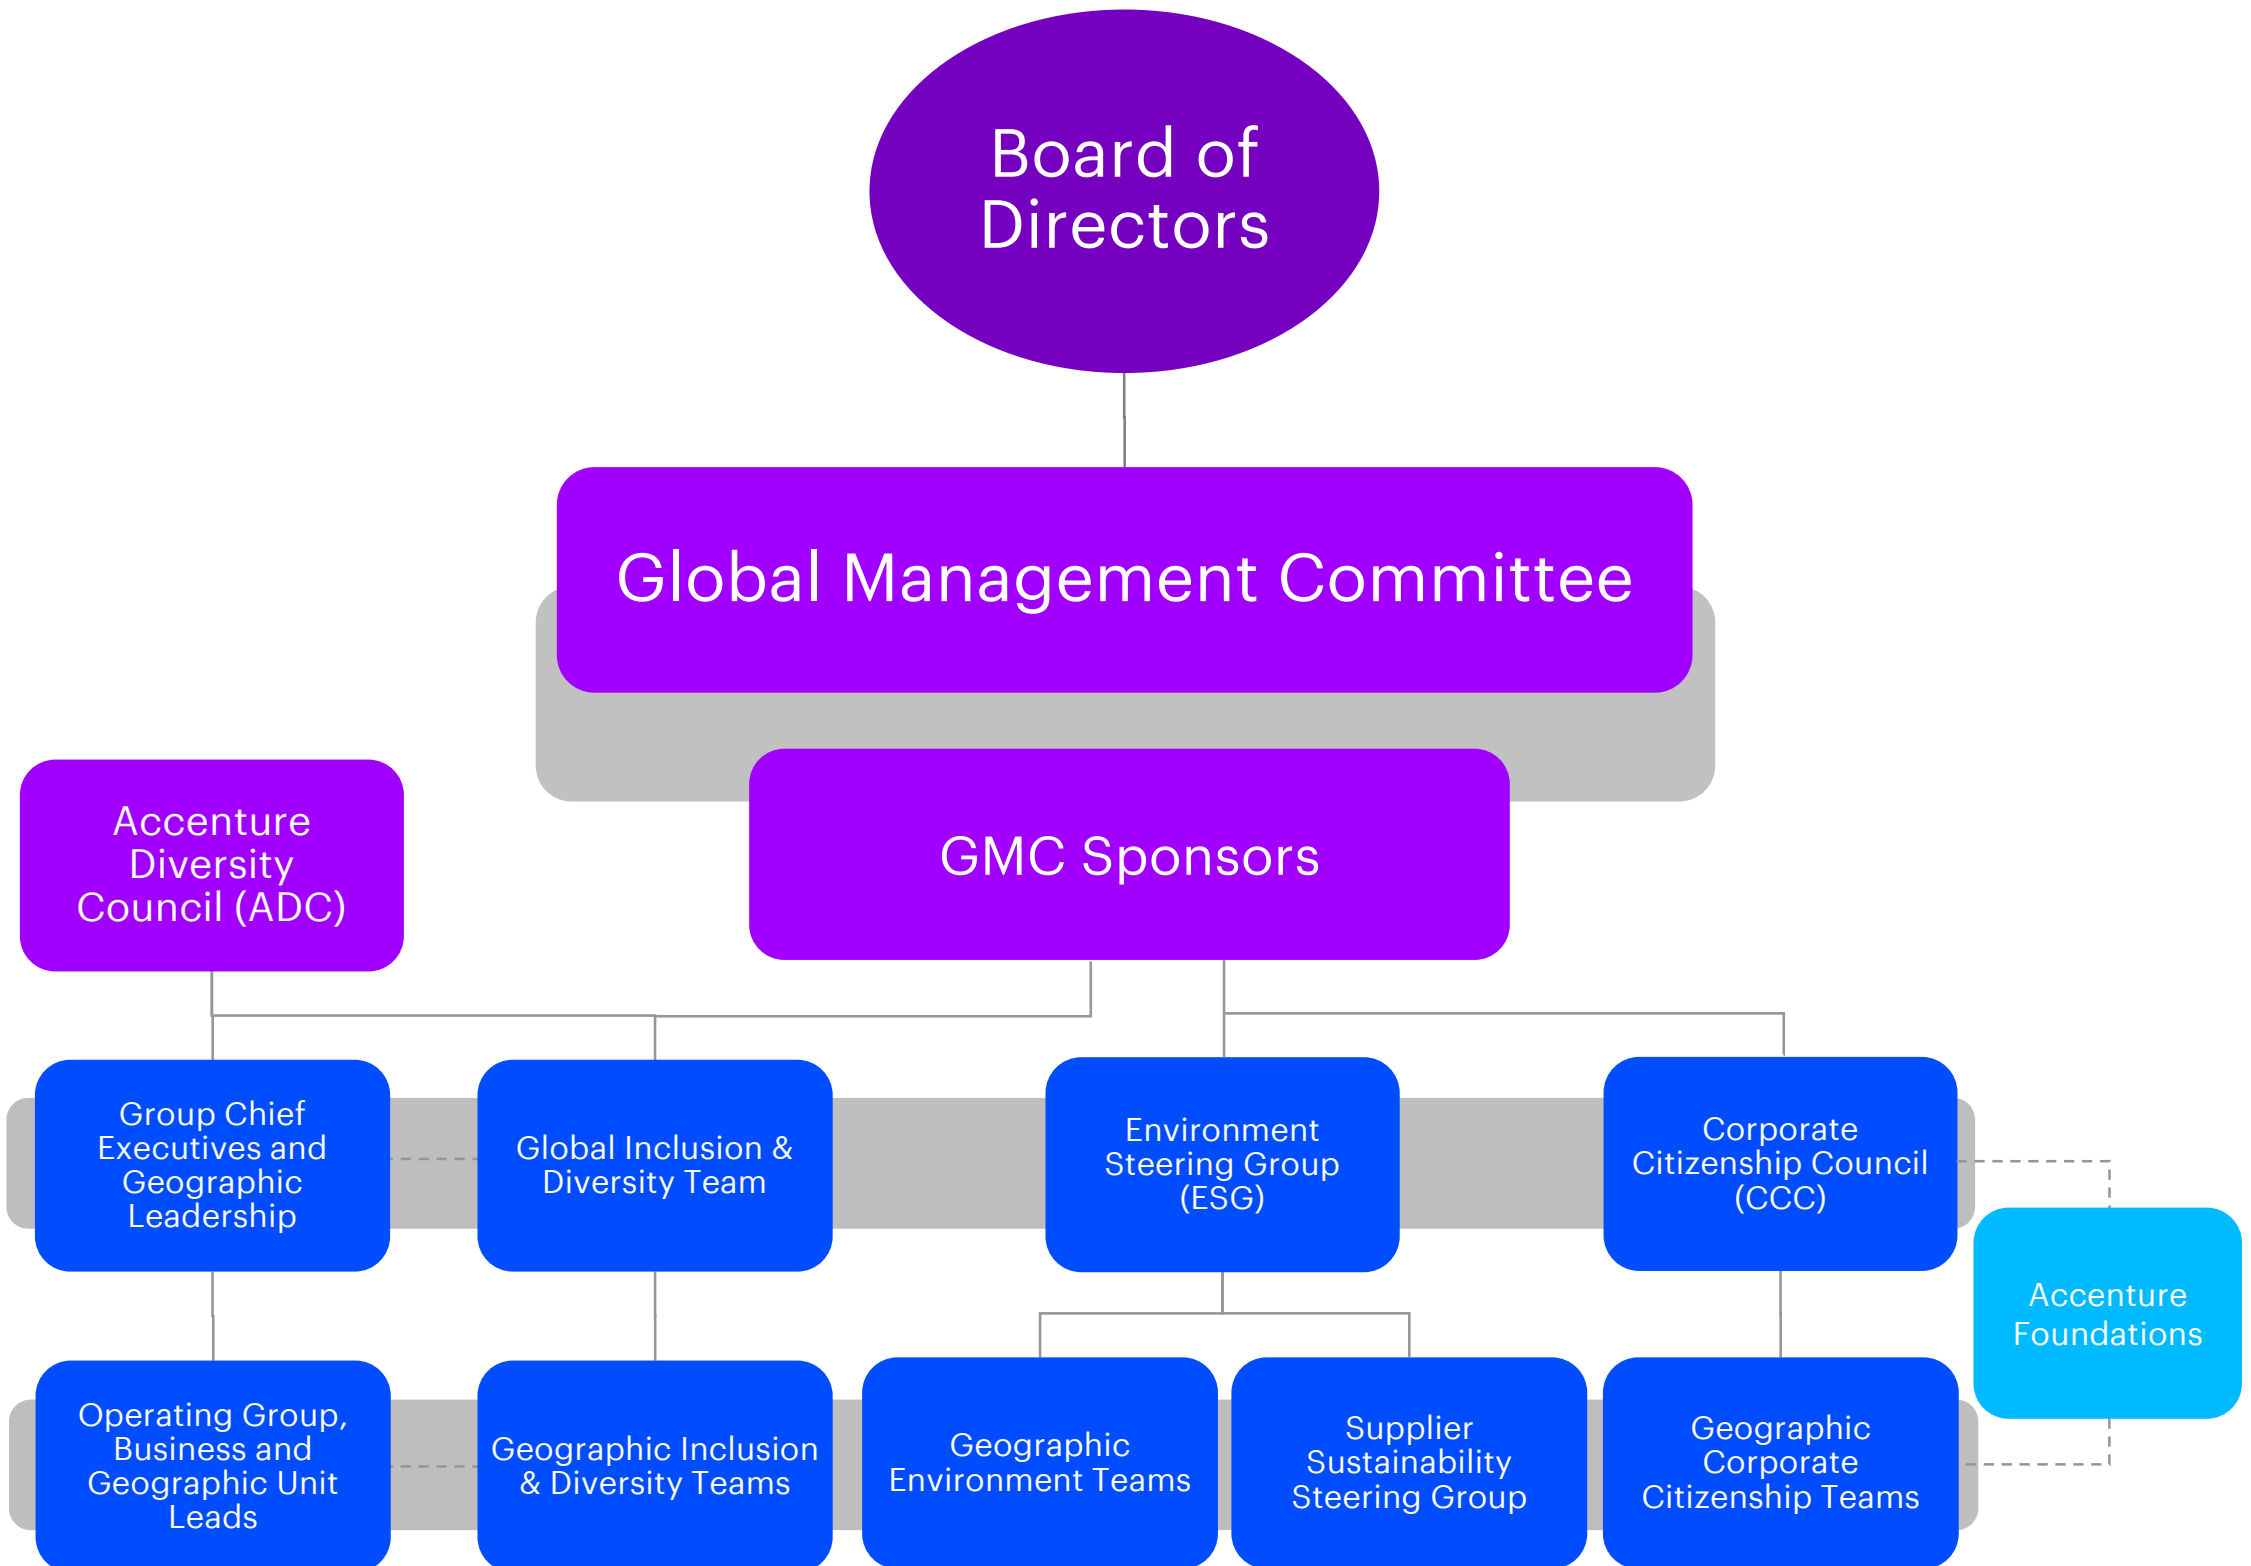 Board of
Directors
Global Management Committee
Accenture
Diversity
Council (ADC)
GMC Sponsors
Group Chief
Executives and
Geographic
Leadership
Global Inclusion &
Diversity Team
Environment
Steering Group
(ESG)
Corporate
Citizenship Council
(CCC)
Accenture
Foundations
Operating Group,
Business and
Geographic Unit
Leads
Geographic Inclusion
& Diversity Teams
Geographic
Environment Teams
Supplier
Sustainability
Steering Group
Geographic
Corporate
Citizenship Teams